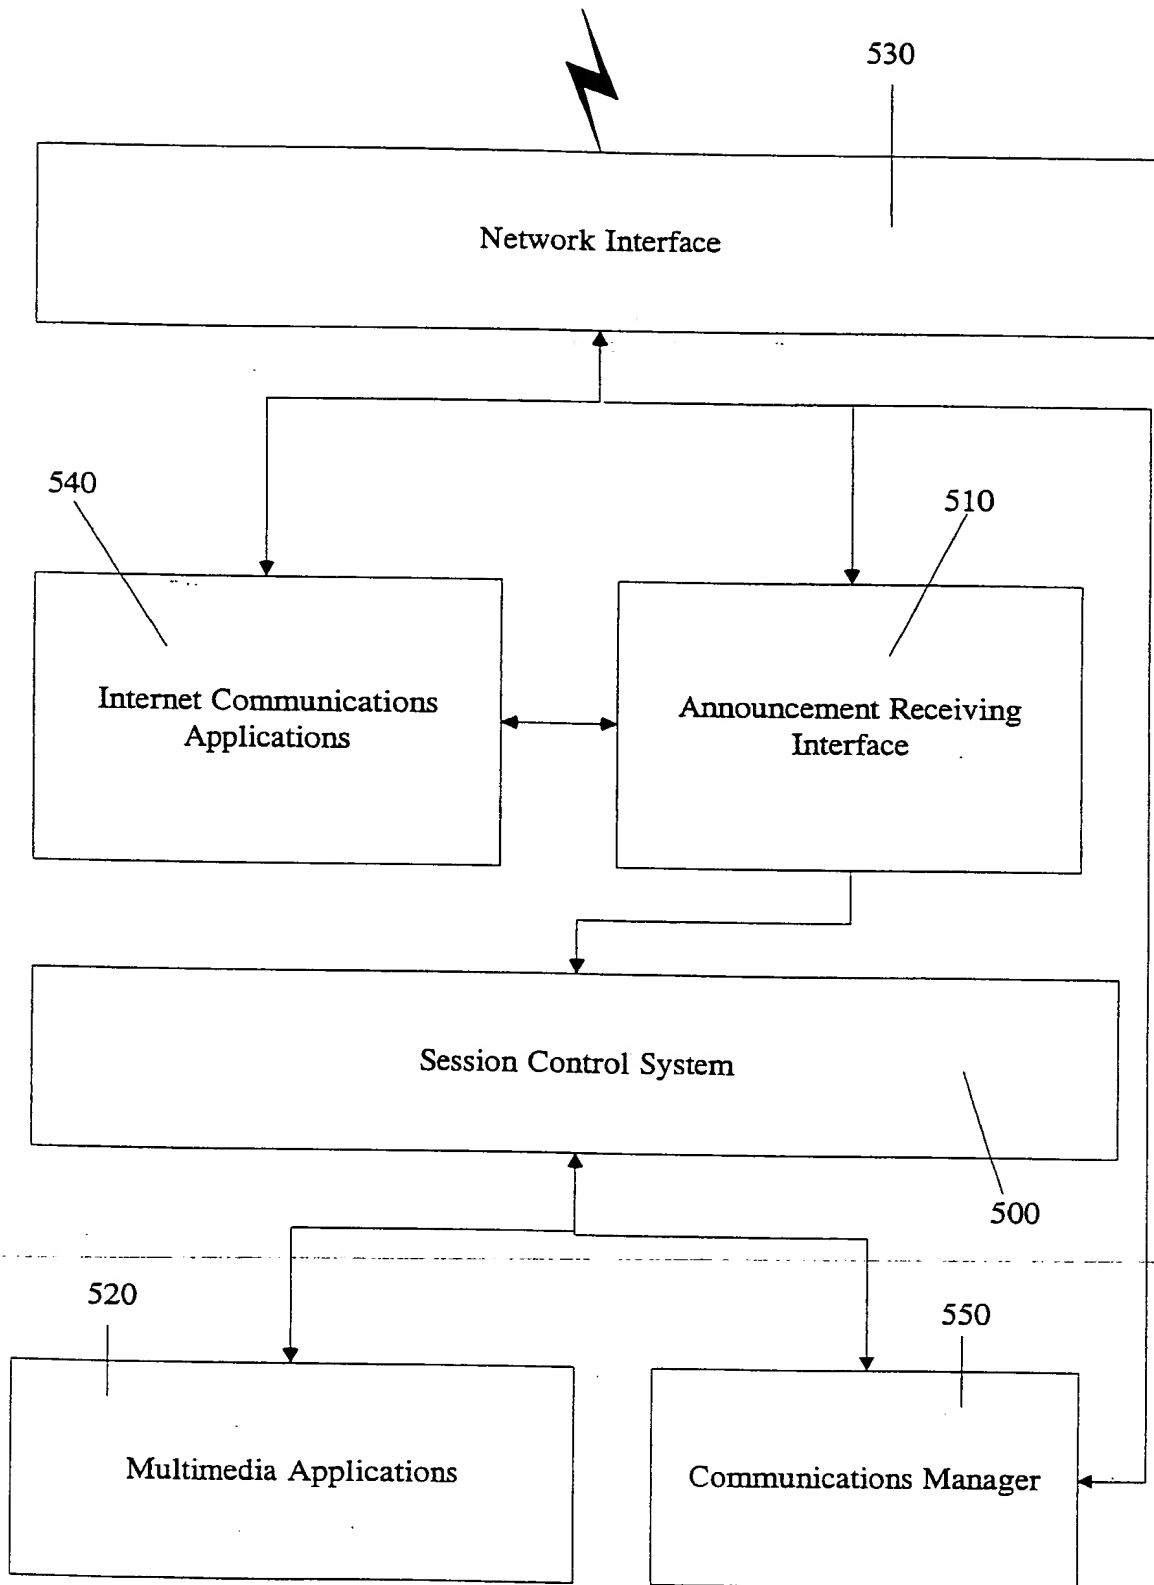 530
Network Interface
540
510
Internet Communications
Applications
Announcement Receiving
Interface
Session Control System
500
520
550
Multimedia Applications
Communications Manager